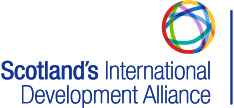 Scotland's International
Development Alliance